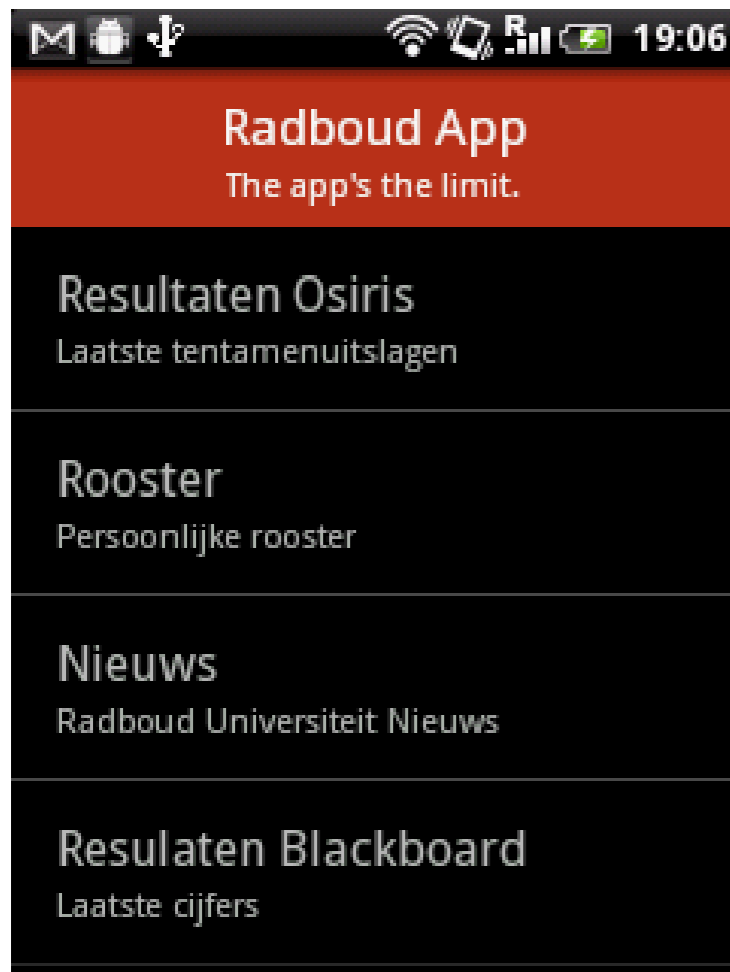 R 19:06
Radboud App
The app's the limit.
Resultaten Osiris
Laatste tentamenuitslagen
Rooster
Persoonlijke rooster
Nieuws
Radboud Universiteit Nieuws
Resulaten Blackboard
Laatste cijfers